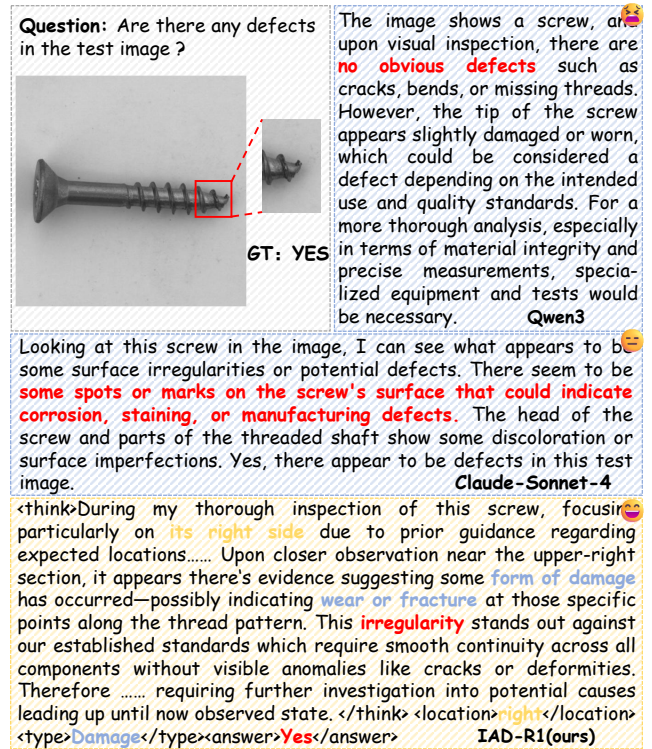 Question: Are there any defects
in the test image ?
GT: YES
The image shows a screw, and
upon visual inspection, there are
no obvious defects such as
cracks, bends, or missing threads.
However, the tip of the screw
appears slightly damaged or worn,
which could be considered a
defect depending on the intended
use and quality standards. For a
more thorough analysis, especially
in terms of material integrity and
precise measurements, specia-
lized equipment and tests would
be necessary. Qwen3
Looking at this screw in the image, I can see what appears to be
some surface irregularities or potential defects. There seem to be
some spots or marks on the screw's surface that could indicate
corrosion, staining, or manufacturing defects. The head of the
screw and parts of the threaded shaft show some discoloration or
surface imperfections. Yes, there appear to be defects in this test
image. Claude-Sonnet-4
<think>During my thorough inspection of this screw, focusing
particularly on its right side due to prior guidance regarding
expected locations...... Upon closer observation near the upper-right
section, it appears there's evidence suggesting some form of damage
has occurred—possibly indicating wear or fracture at those specific
points along the thread pattern. This irregularity stands out against
our established standards which require smooth continuity across all
components without visible anomalies like cracks or deformities.
Therefore ...... requiring further investigation into potential causes
leading up until now observed state. </think> <location>right</location>
<type>Damage</type><answer>Yes</answer> IAD-R1(ours)